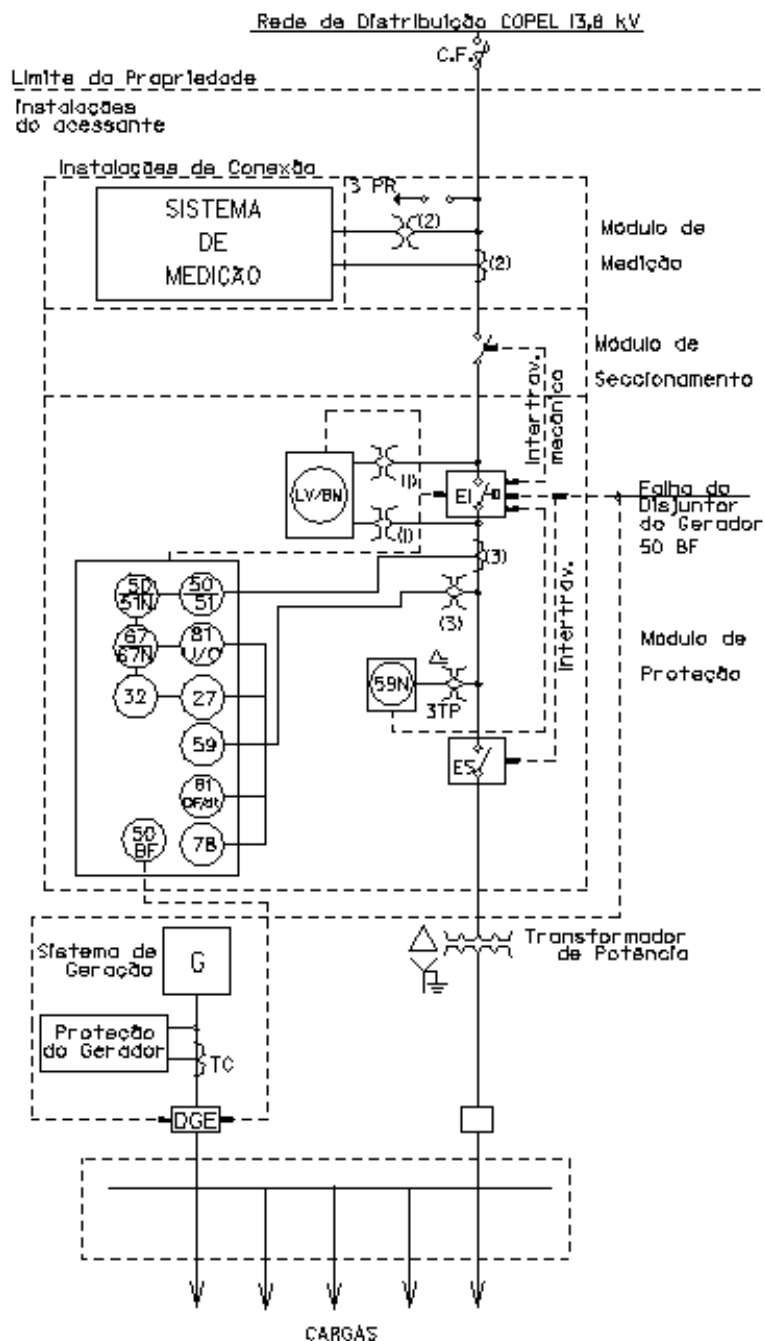 Rede de Distribuição COPEL 13,8 kV
C.F.
Limite da Propriedade
Instalações
do acessante
Instalações de Conexão
3 PR
SISTEMA
DE
MEDIÇÃO
(2)
(2)
Módulo de
Medição
Módulo de
Seccionamento
Intertrav.
mecânico
LV/BN
(1)
(1)
EI
Falha do
Disjuntor
do Gerador
50 BF
(3)
(3)
50
51N
50
51
67
67N
81
U/O
32
27
59
81
DF/dt
78
50
BF
59N
3TP
Intertrav.
Módulo de
Proteção
ES
Sistema de
Geração
G
Transformador
de Potência
Proteção
do Gerador
TC
DGE
CARGAS